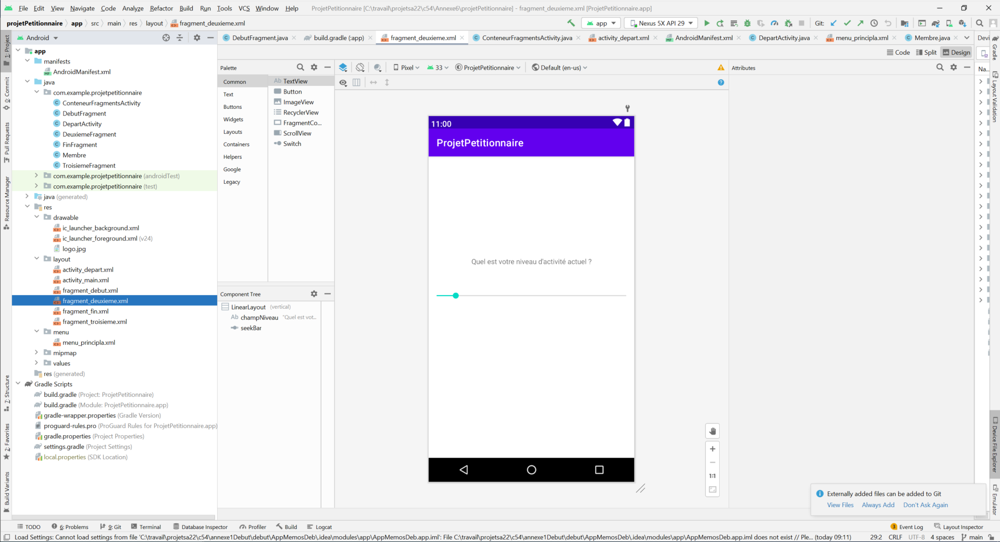 File Edit View Navigate Code Analyze Refactor Build Run Tools VCS Window Help ProjetPetitionnaire [C:\travail\projetsa22\c54\Annexe6\projetPetitionnaire] - fragment_deuxieme.xml [ProjetPetitionnaire.app]
projetPetitionnaire app src main res layout fragment_deuxieme.xml
app Nexus 5X API 29 Git:
Android
DebutFragment.java build.gradle (:app) fragment_deuxieme.xml ConteneurFragmentsActivity.java activity_depart.xml AndroidManifest.xml DepartActivity.java menu_principla.xml Membre.java Devi
Code Split Design
1: Project
0: Commit
Pull Requests
Resource Manager
7: Structure
2: Favorites
Build Variants
app
manifests
AndroidManifest.xml
java
com.example.projetpetitionnaire
ConteneurFragmentsActivity
DebutFragment
DepartActivity
DeuxiemeFragment
FinFragment
Membre
TroisiemeFragment
com.example.projetpetitionnaire (androidTest)
com.example.projetpetitionnaire (test)
java (generated)
res
drawable
ic_launcher_background.xml
ic_launcher_foreground.xml (v24)
logo.jpg
layout
activity_depart.xml
activity_main.xml
fragment_debut.xml
fragment_deuxieme.xml
fragment_fin.xml
fragment_troisieme.xml
menu
menu_principla.xml
mipmap
values
res (generated)
Gradle Scripts
build.gradle (Project: ProjetPetitionnaire)
build.gradle (Module: ProjetPetitionnaire.app)
gradle-wrapper.properties (Gradle Version)
proguard-rules.pro (ProGuard Rules for ProjetPetitionnaire.app)
gradle.properties (Project Properties)
settings.gradle (Project Settings)
local.properties (SDK Location)
Palette
Common
Text
Buttons
Widgets
Layouts
Containers
Helpers
Google
Legacy
Ab TextView
Button
ImageView
RecyclerView
FragmentCo...
ScrollView
Switch
Component Tree
LinearLayout (vertical)
Ab champNiveau "Quel est vot...
seekBar
Pixel 33 ProjetPetitionnaire Default (en-us)
11:00
ProjetPetitionnaire
Quel est votre niveau d'activité actuel ?
1:1
Attributes
Na...
Gradle
Layout Validation
Device File Explorer
Emulator
Externally added files can be added to Git
View Files Always Add Don't Ask Again
TODO 6: Problems 9: Git Terminal Database Inspector Profiler Build Logcat
3 Event Log Layout Inspector
Load Settings: Cannot load settings from file 'C:\travail\projetsa22\c54\annexe1Debut\debut\AppMemosDeb\.idea\modules\app\AppMemosDeb.app.iml': File C:\travail\projetsa22\c54\annexe1Debut\debut\AppMemosDeb\.idea\modules\app\AppMemosDeb.app.iml does not exist // Ple... (today 09:11) 29:2 CRLF UTF-8 4 spaces main